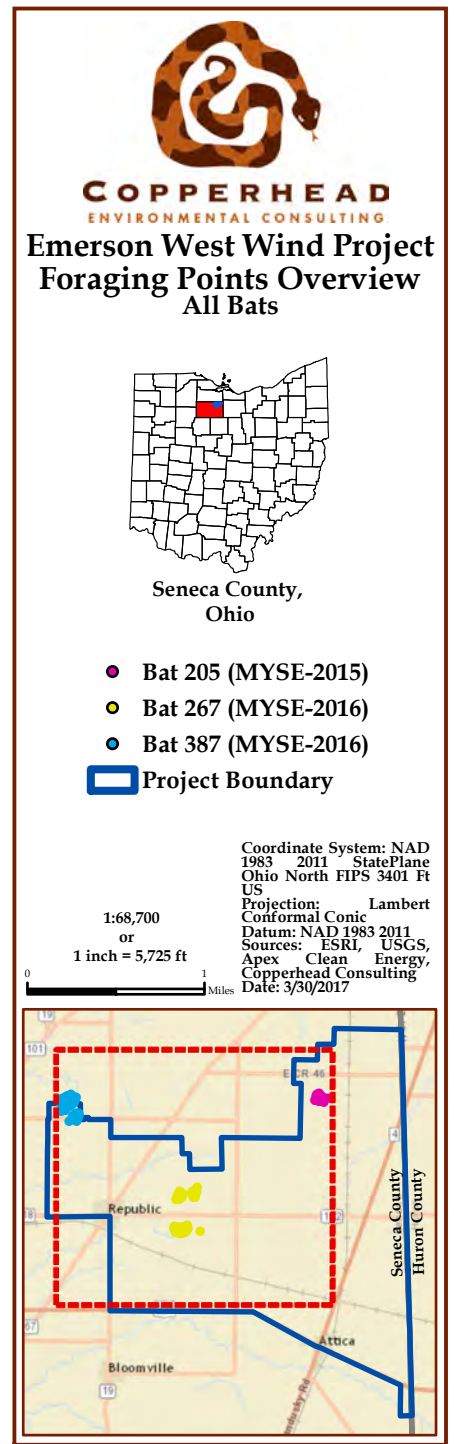 COPPERHEAD
ENVIRONMENTAL CONSULTING
Emerson West Wind Project
Foraging Points Overview
All Bats
Seneca County,
Ohio
Bat 205 (MYSE-2015)
Bat 267 (MYSE-2016)
Bat 387 (MYSE-2016)
Project Boundary
Coordinate System: NAD
1983 2011 StatePlane
Ohio North FIPS 3401 Ft
US
Projection: Lambert
Conformal Conic
Datum: NAD 1983 2011
Sources: ESRI, USGS,
Apex Clean Energy,
Copperhead Consulting
Date: 3/30/2017
1:68,700
or
1 inch = 5,725 ft
0 1
Miles
19
101
E CR 46
4
Seneca County
Huron County
Republic
Attica
Bloomville
19